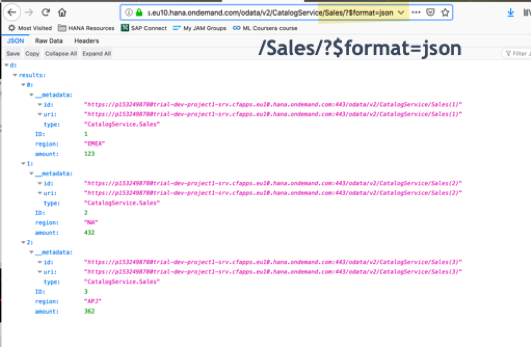 s.eu10.hana.ondemand.com/odata/v2/CatalogService/Sales/?$format=json
Most Visited HANA Resources SAP Connect My JAM Groups ML Coursera course
JSON Raw Data Headers
/Sales/?$format=json
Save Copy Collapse All Expand All Filter J
d:
results:
0:
__metadata:
id: "https://p1532498780trial-dev-project1-srv.cfapps.eu10.hana.ondemand.com:443/odata/v2/CatalogService/Sales(1)"
uri: "https://p1532498780trial-dev-project1-srv.cfapps.eu10.hana.ondemand.com:443/odata/v2/CatalogService/Sales(1)"
type: "CatalogService.Sales"
ID: 1
region: "EMEA"
amount: 123
1:
__metadata:
id: "https://p1532498780trial-dev-project1-srv.cfapps.eu10.hana.ondemand.com:443/odata/v2/CatalogService/Sales(2)"
uri: "https://p1532498780trial-dev-project1-srv.cfapps.eu10.hana.ondemand.com:443/odata/v2/CatalogService/Sales(2)"
type: "CatalogService.Sales"
ID: 2
region: "NA"
amount: 432
2:
__metadata:
id: "https://p1532498780trial-dev-project1-srv.cfapps.eu10.hana.ondemand.com:443/odata/v2/CatalogService/Sales(3)"
uri: "https://p1532498780trial-dev-project1-srv.cfapps.eu10.hana.ondemand.com:443/odata/v2/CatalogService/Sales(3)"
type: "CatalogService.Sales"
ID: 3
region: "APJ"
amount: 362